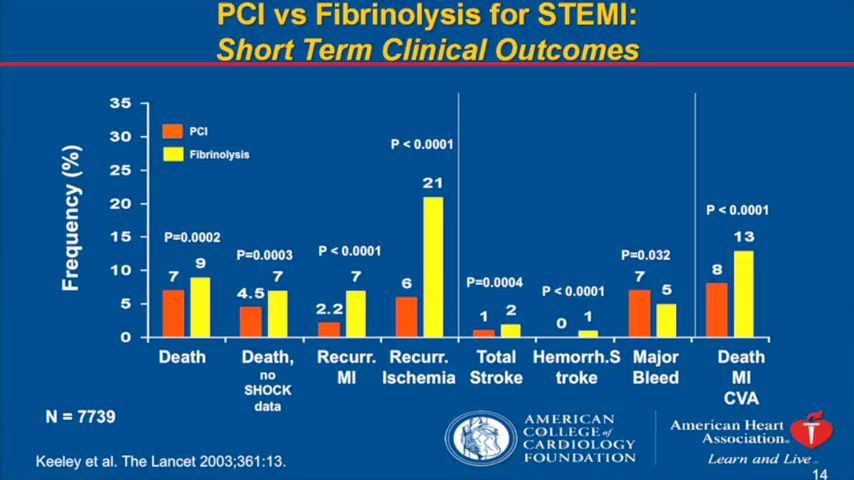 PCI vs Fibrinolysis for STEMI:
Short Term Clinical Outcomes
Frequency (%)
35
30
25
20
15
10
5
0
PCI
Fibrinolysis
P=0.0002
7
9
P=0.0003
4.5
7
P < 0.0001
2.2
7
P < 0.0001
6
21
P=0.0004
1
2
P < 0.0001
0
1
P=0.032
7
5
P < 0.0001
8
13
Death
Death,
no
SHOCK
data
Recurr.
MI
Recurr.
Ischemia
Total
Stroke
Hemorrh.S
troke
Major
Bleed
Death
MI
CVA
N = 7739
Keeley et al. The Lancet 2003;361:13.
AMERICAN
COLLEGE of
CARDIOLOGY
FOUNDATION
American Heart
Association®
Learn and Live
14